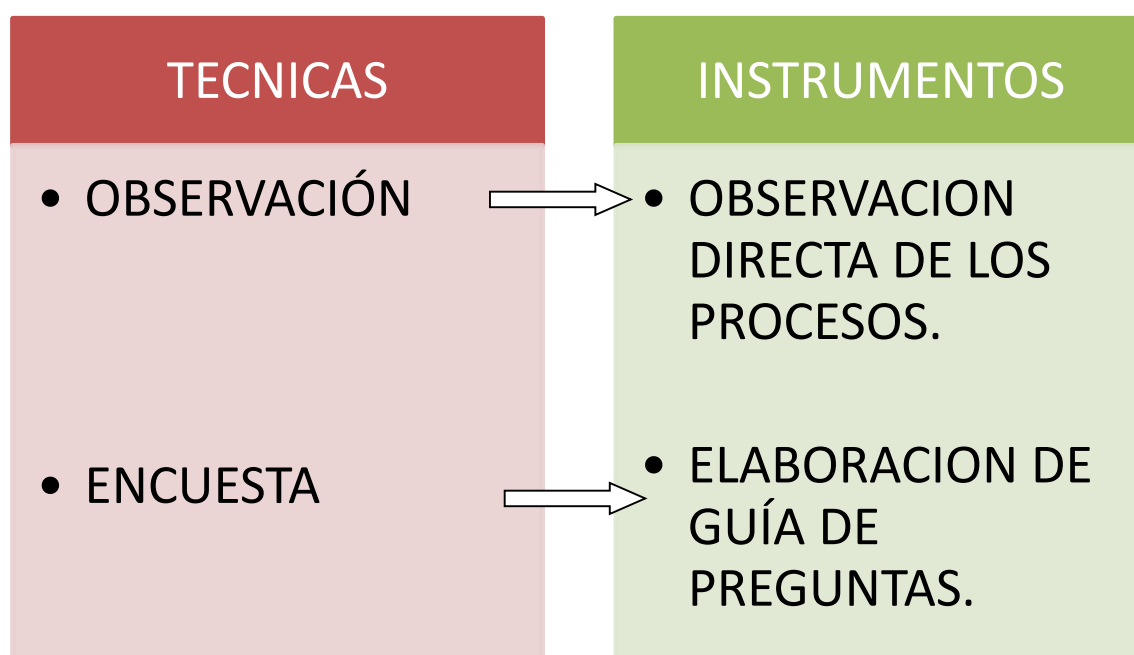 TECNICAS
• OBSERVACIÓN
• ENCUESTA
INSTRUMENTOS
• OBSERVACION
DIRECTA DE LOS
PROCESOS.
• ELABORACION DE
GUÍA DE
PREGUNTAS.